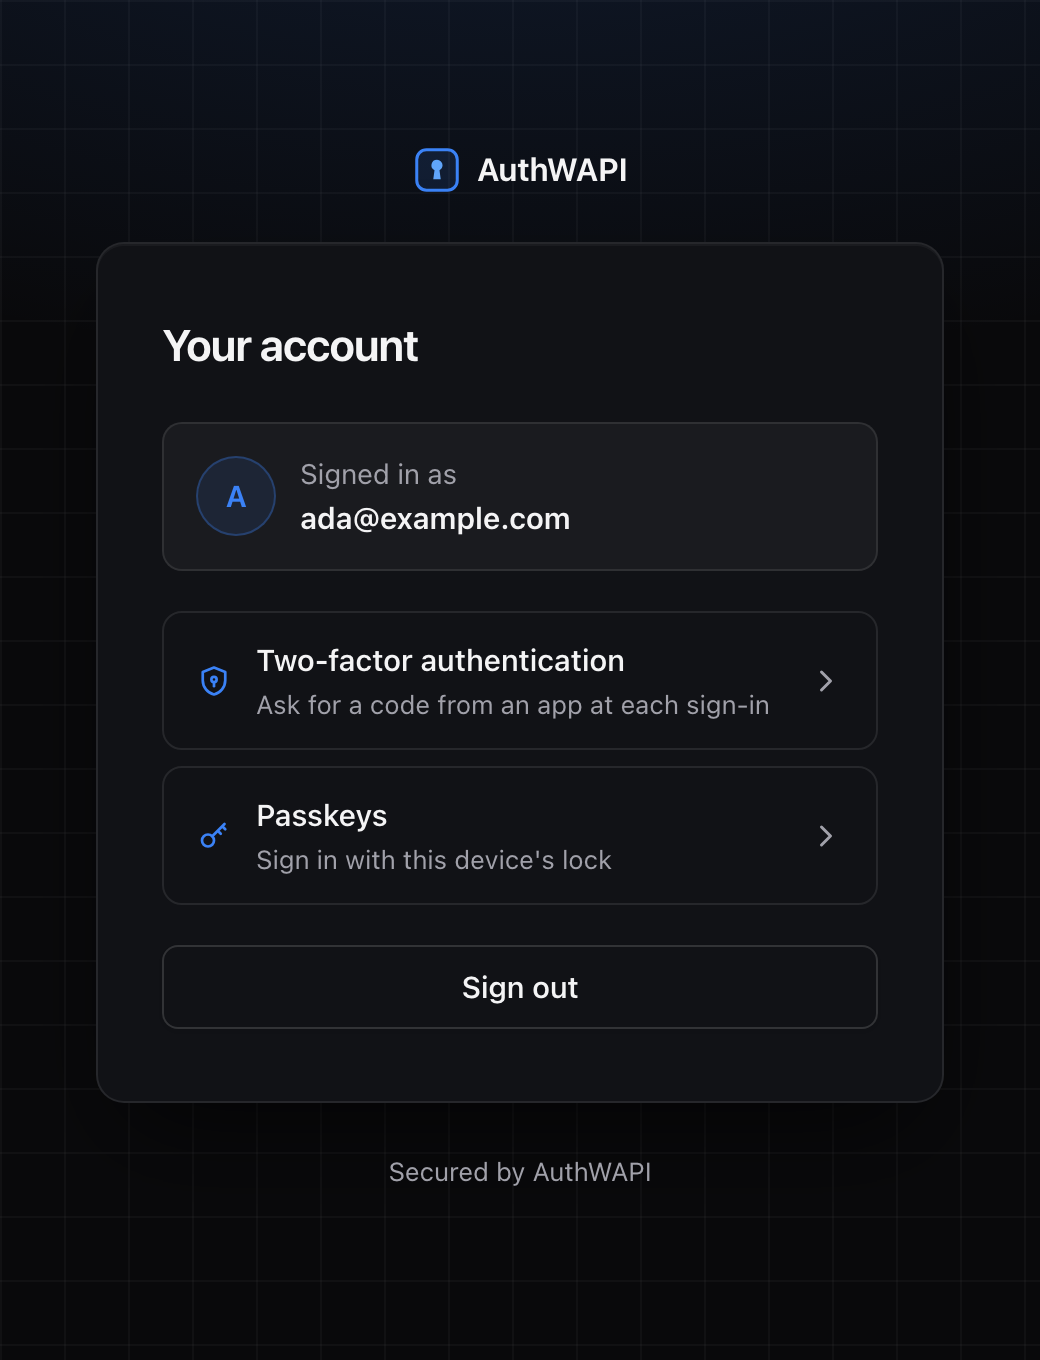 AuthWAPI
Your account
A
Signed in as
ada@example.com
Two-factor authentication
Ask for a code from an app at each sign-in
Passkeys
Sign in with this device's lock
Sign out
Secured by AuthWAPI